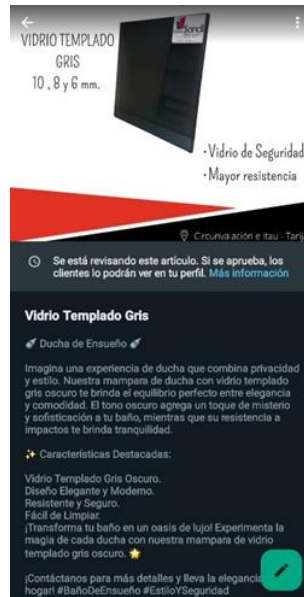 VIDRIO TEMPLADO
GRIS
10 , 8 y 6 mm.
Sandi
· Vidrio de Seguridad
· Mayor resistencia
Circunvalación e Itau - Tarij
Se está revisando este artículo. Si se aprueba, los
clientes lo podrán ver en tu perfil. Más información
Vidrio Templado Gris
🚿 Ducha de Ensueño 🚿
Imagina una experiencia de ducha que combina privacidad
y estilo. Nuestra mampara de ducha con vidrio templado
gris oscuro te brinda el equilibrio perfecto entre elegancia
y comodidad. El tono oscuro agrega un toque de misterio
y sofisticación a tu baño, mientras que su resistencia a
impactos te brinda tranquilidad.
✨ Características Destacadas:
Vidrio Templado Gris Oscuro.
Diseño Elegante y Moderno.
Resistente y Seguro.
Fácil de Limpiar.
¡Transforma tu baño en un oasis de lujo! Experimenta la
magia de cada ducha con nuestra mampara de vidrio
templado gris oscuro. 🌟
¡Contáctanos para más detalles y lleva la elegancia
hogar! #BañoDeEnsueño #EstiloYSeguridad